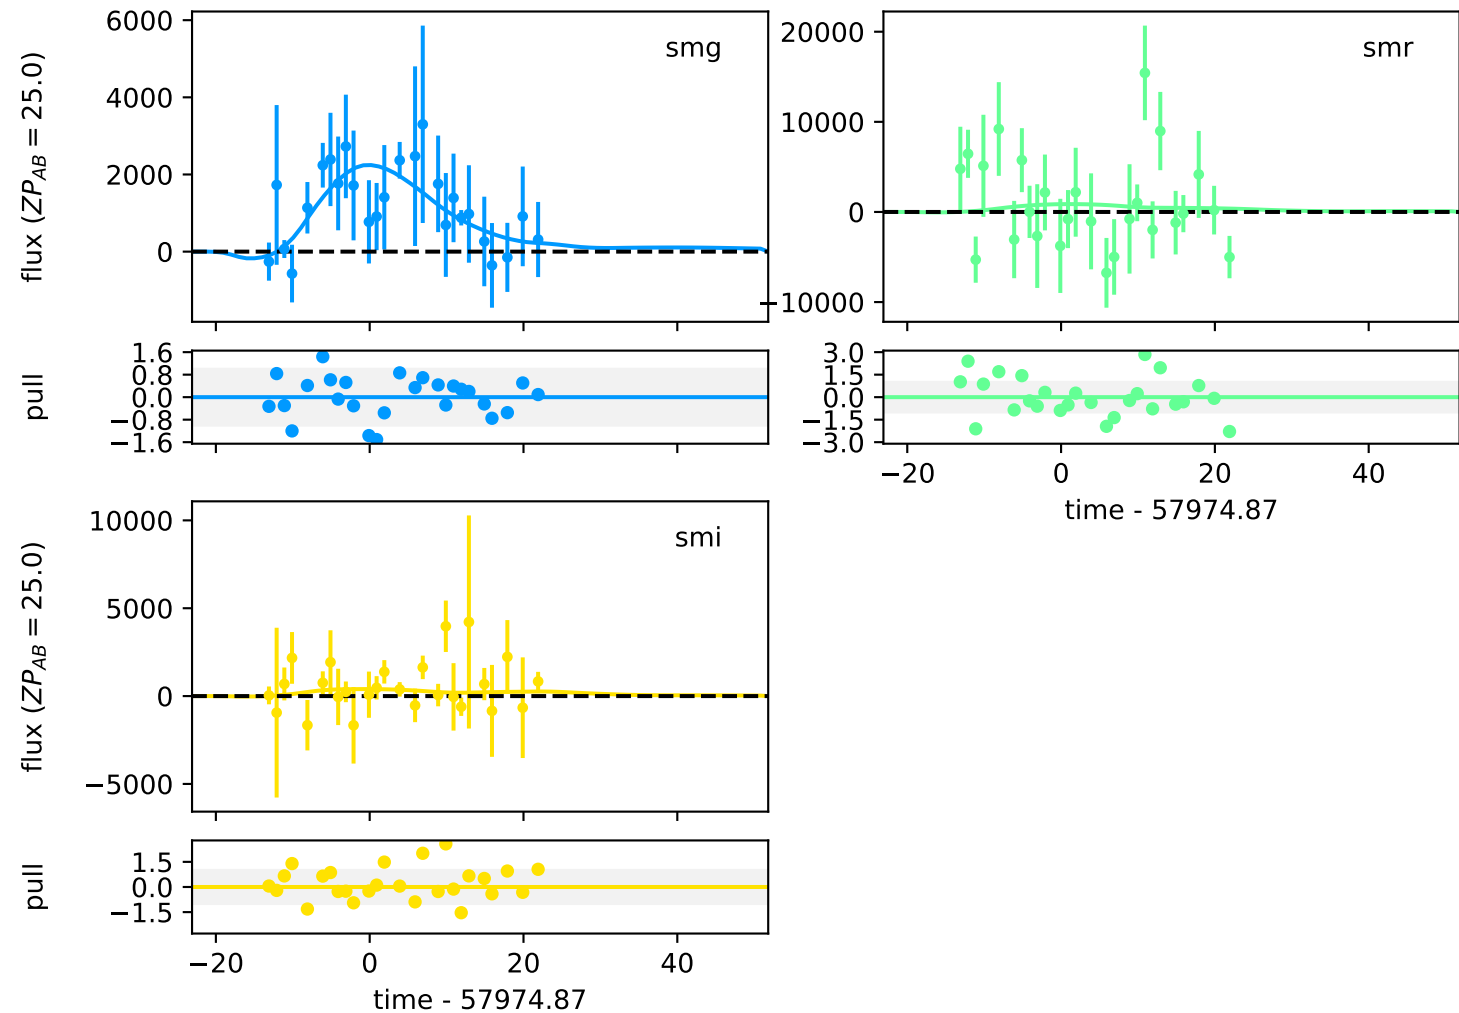 6000
4000
2000
0
flux (ZP_AB = 25.0)
smg
20000
10000
0
−10000
smr
1.6
0.8
0.0
−0.8
−1.6
pull
3.0
1.5
0.0
−1.5
−3.0
−20 0 20 40
time - 57974.87
10000
5000
0
−5000
flux (ZP_AB = 25.0)
smi
1.5
0.0
−1.5
pull
−20 0 20 40
time - 57974.87